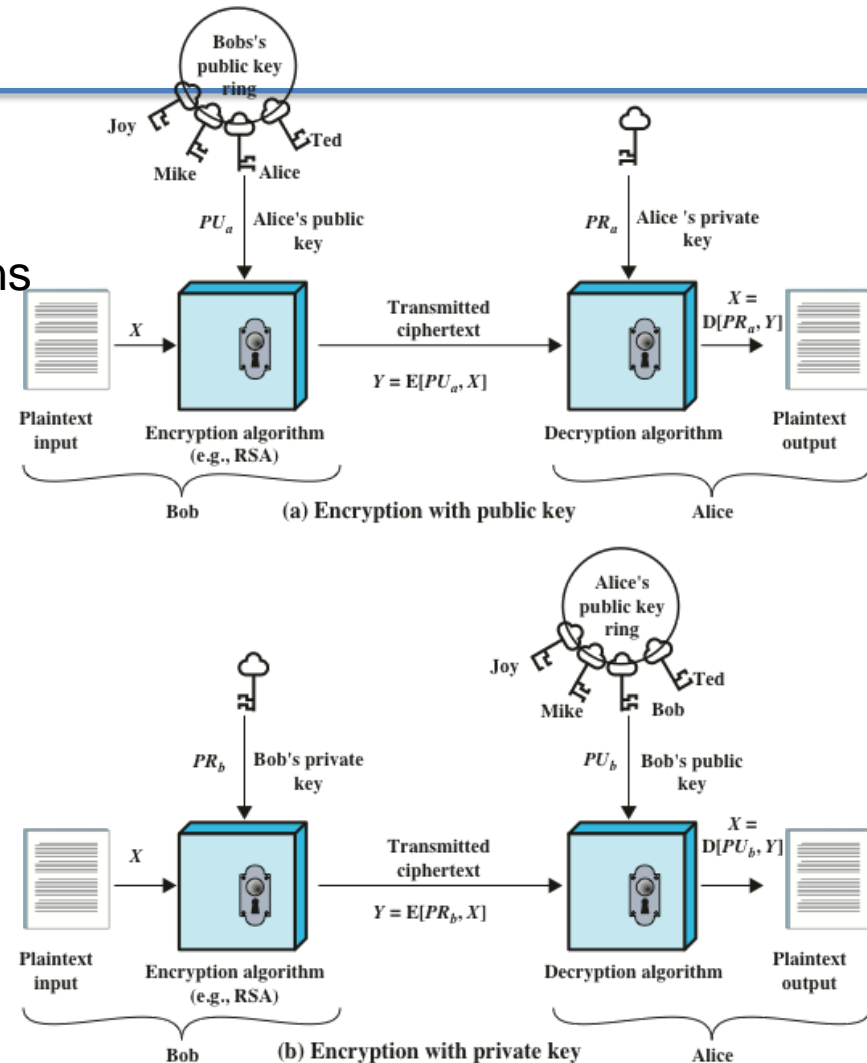 Bobs's
public key
ring
Joy
Ted
Mike
Alice
PUa
Alice's public
key
PRa
Alice 's private
key
ns
X
Transmitted
ciphertext
X =
D[PRa, Y]
Y = E[PUa, X]
Plaintext
input
Encryption algorithm
(e.g., RSA)
Decryption algorithm
Plaintext
output
Bob
(a) Encryption with public key
Alice
Alice's
public key
ring
Joy
Ted
Mike
Bob
PRb
Bob's private
key
PUb
Bob's public
key
X
Transmitted
ciphertext
X =
D[PUb, Y]
Y = E[PRb, X]
Plaintext
input
Encryption algorithm
(e.g., RSA)
Decryption algorithm
Plaintext
output
Bob
(b) Encryption with private key
Alice